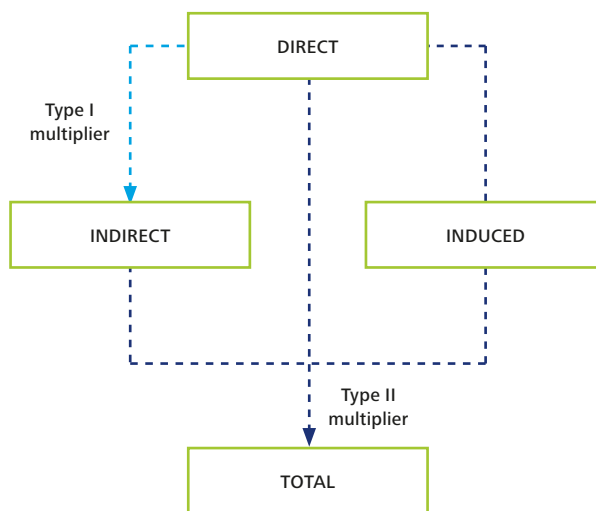 DIRECT
Type I
multiplier
INDIRECT
INDUCED
Type II
multiplier
TOTAL